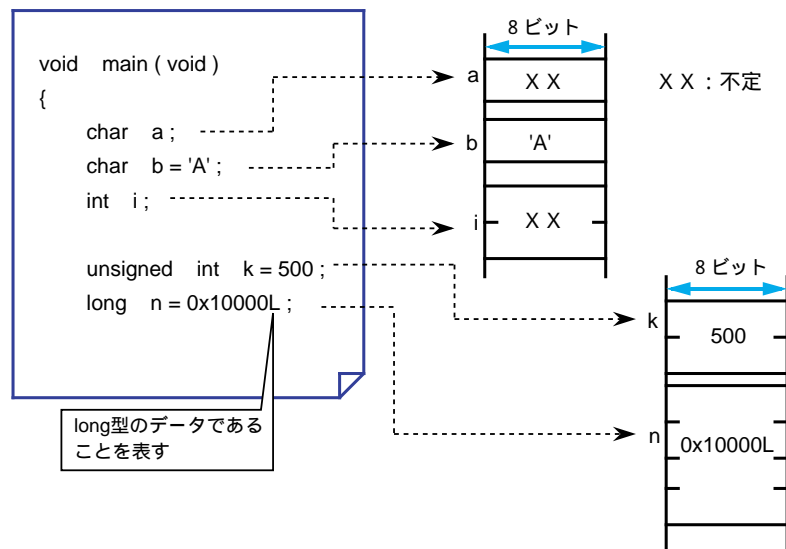 void main ( void )
{
char a ;
char b = 'A' ;
int i ;
unsigned int k = 500 ;
long n = 0x10000L ;
long型のデータである
ことを表す
8 ビット
a
X X
X X : 不定
b
'A'
i
X X
8 ビット
k
500
n
0x10000L